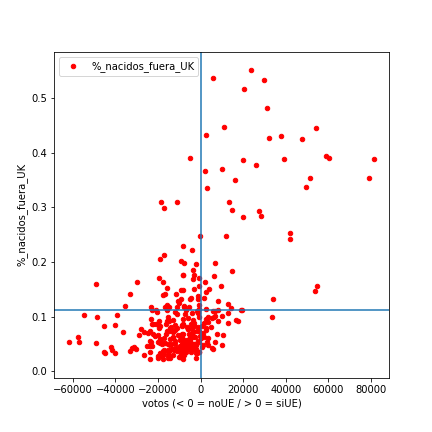 %_nacidos_fuera_UK
%_nacidos_fuera_UK
0.5
0.4
0.3
0.2
0.1
0.0
−60000 −40000 −20000 0 20000 40000 60000 80000
votos (< 0 = noUE / > 0 = siUE)